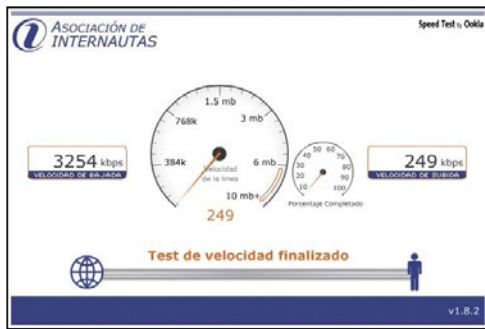 ASOCIACIÓN DE
INTERNAUTAS
Speed Test by Ookla
1.5 mb
768k
3 mb
384k
6 mb
Velocidad
de la linea
10 mb+
249
3254 kbps
VELOCIDAD DE BAJADA
10
20
30
40
50
60
70
80
90
100
Porcentaje Completado
249 kbps
VELOCIDAD DE SUBIDA
Test de velocidad finalizado
v1.8.2